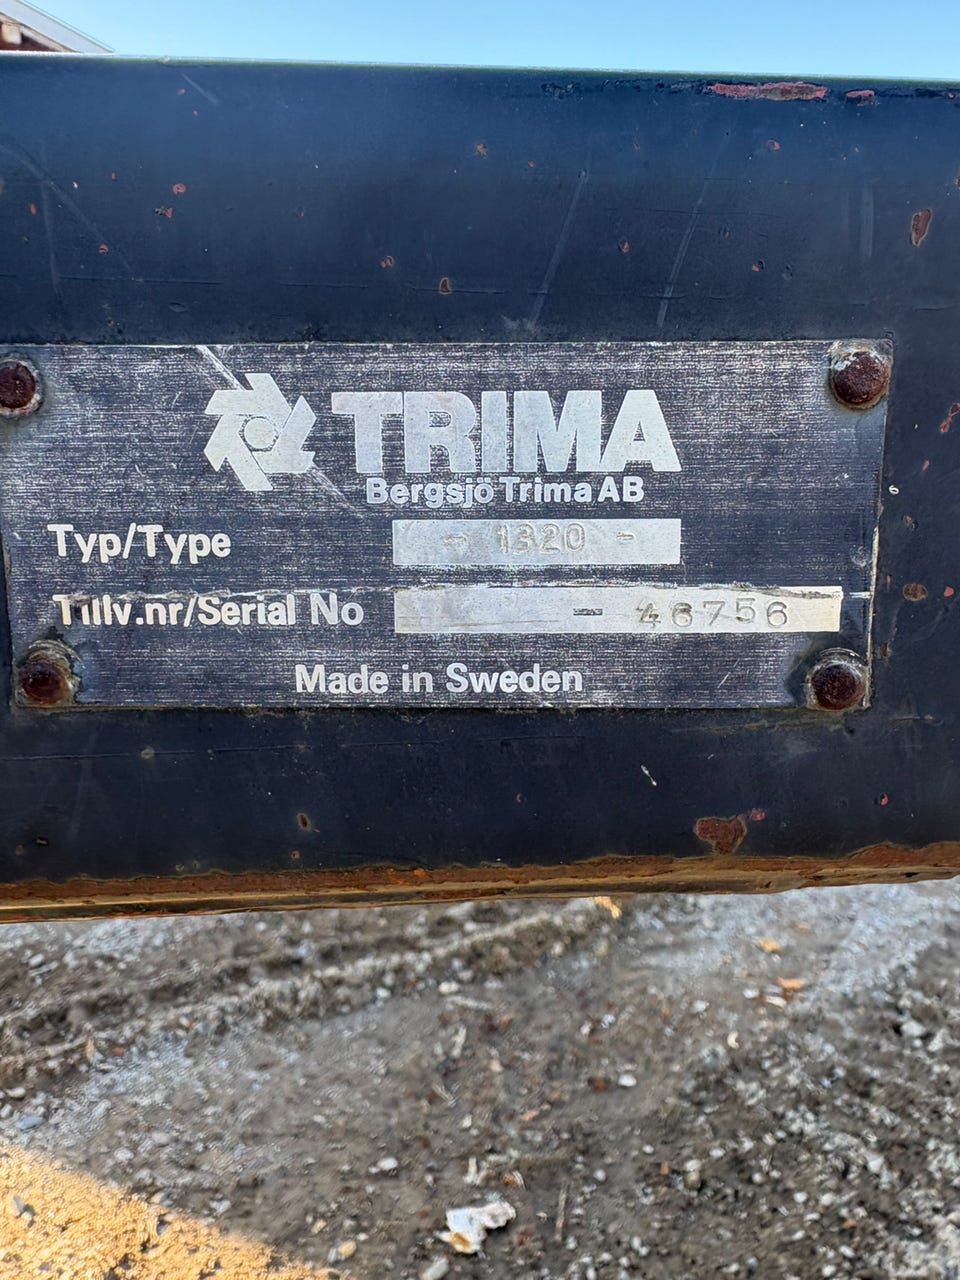 TRIMA
Bergsjö Trima AB
Typ/Type - 1320 -
Tillv.nr/Serial No - 46756
Made in Sweden